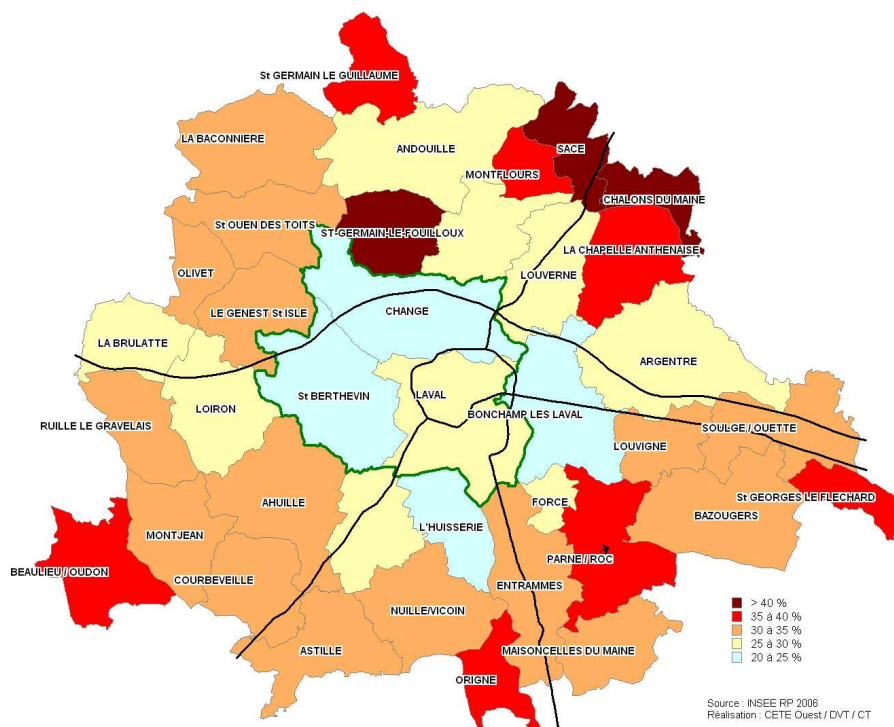 St GERMAIN LE GUILLAUME
LA BACONNIERE
ANDOUILLE
SACE
MONTFLOURS
CHALONS DU MAINE
St OUEN DES TOITS
ST-GERMAIN-LE-FOUILLOUX
LA CHAPELLE ANTHENAISE
OLIVET
LOUVERNE
LE GENEST St ISLE
CHANGE
LA BRULATTE
ARGENTRE
St BERTHEVIN
LAVAL
LOIRON
BONCHAMP LES LAVAL
RUILLE LE GRAVELAIS
SOULGE / OUETTE
LOUVIGNE
St GEORGES LE FLECHARD
AHUILLE
FORCE
BAZOUGERS
L'HUISSERIE
MONTJEAN
PARNE / ROC
BEAULIEU / OUDON
COURBEVEILLE
ENTRAMMES
NUILLE/VICOIN
ASTILLE
MAISONCELLES DU MAINE
ORIGNE
> 40 %
35 à 40 %
30 à 35 %
25 à 30 %
20 à 25 %
Source : INSEE RP 2006
Réalisation : CETE Ouest / DVT / CT